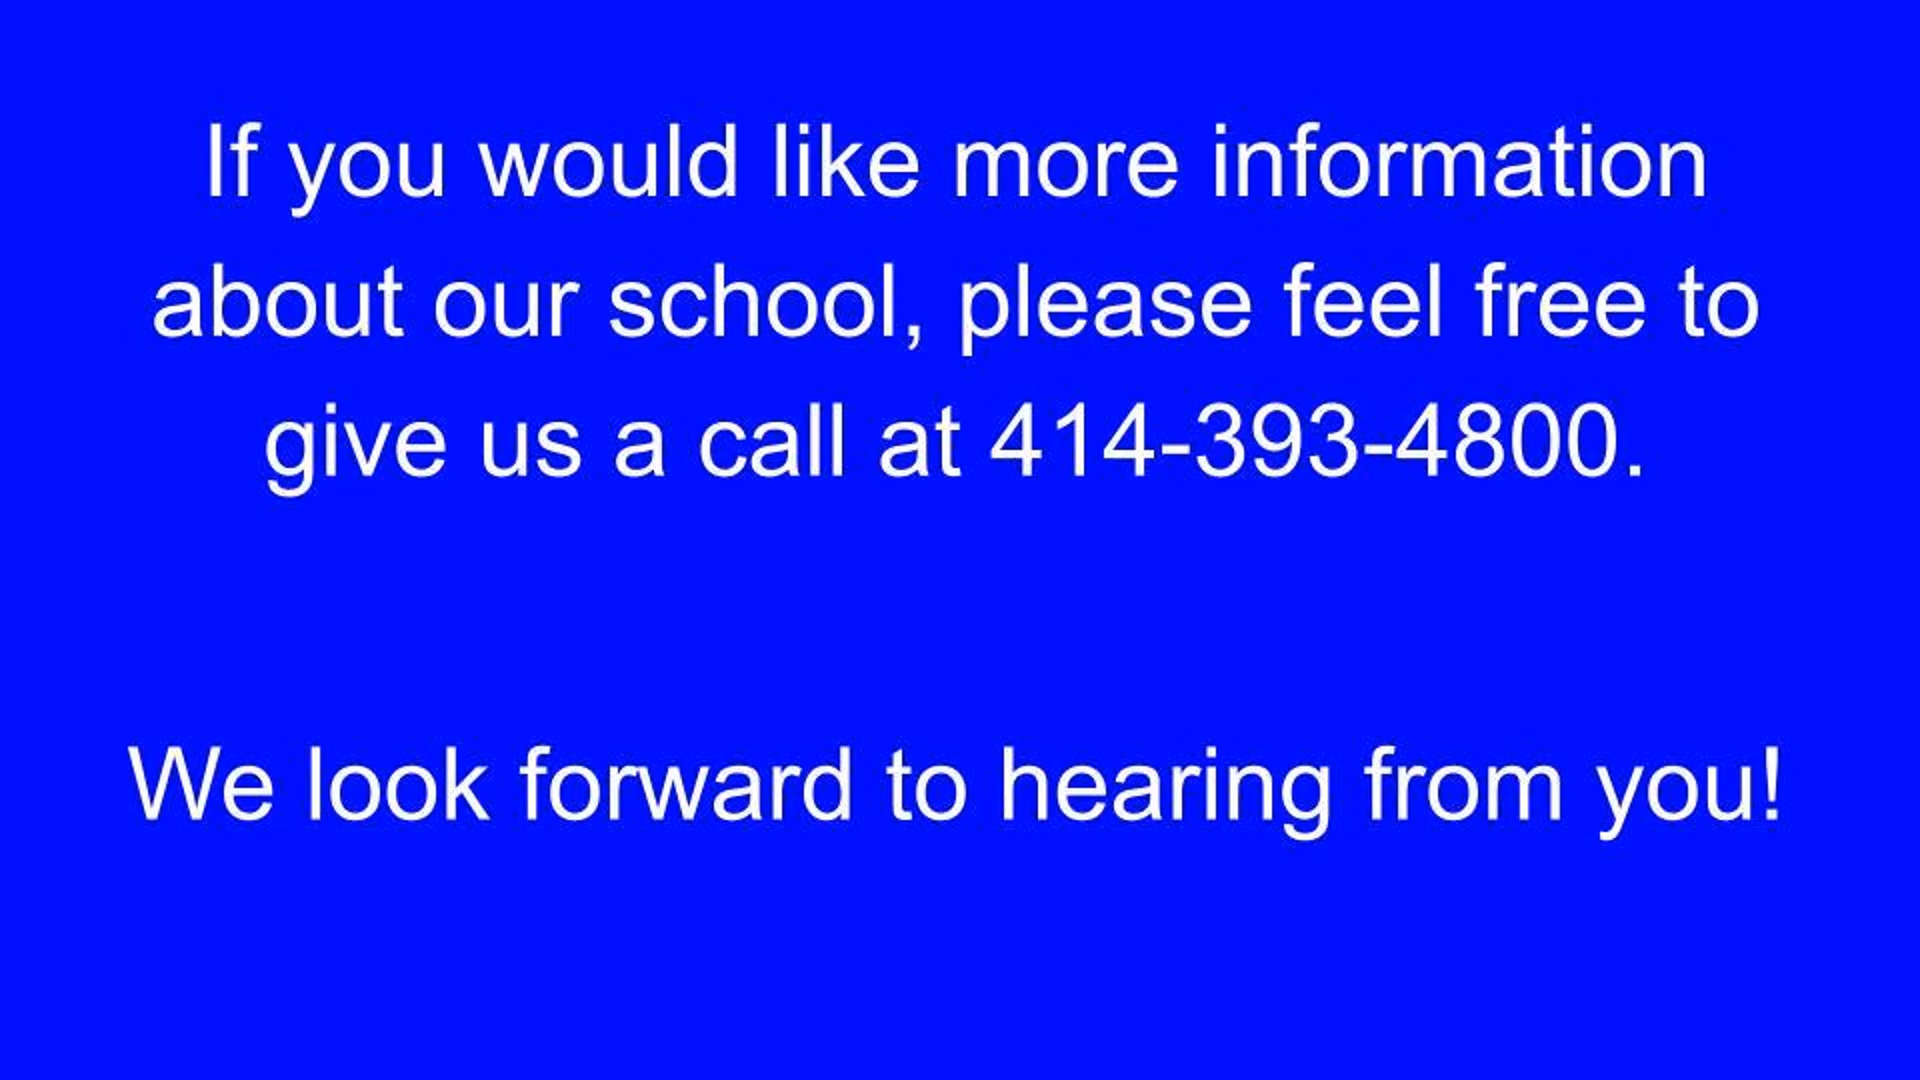 If you would like more information
about our school, please feel free to
give us a call at 414-393-4800.
We look forward to hearing from you!